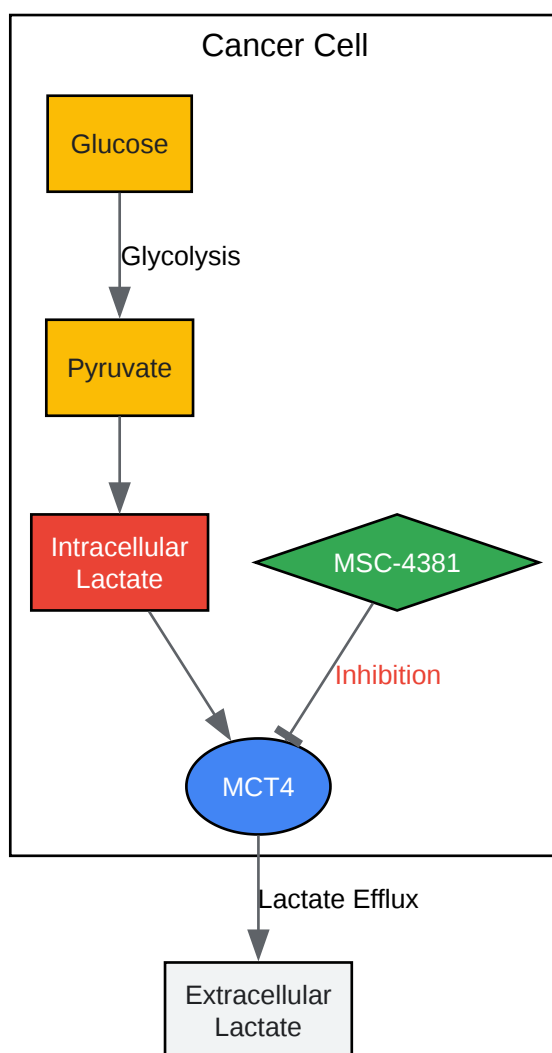 Cancer Cell
Glucose
Glycolysis
Pyruvate
Intracellular
Lactate
MSC-4381
Inhibition
MCT4
Lactate Efflux
Extracellular
Lactate